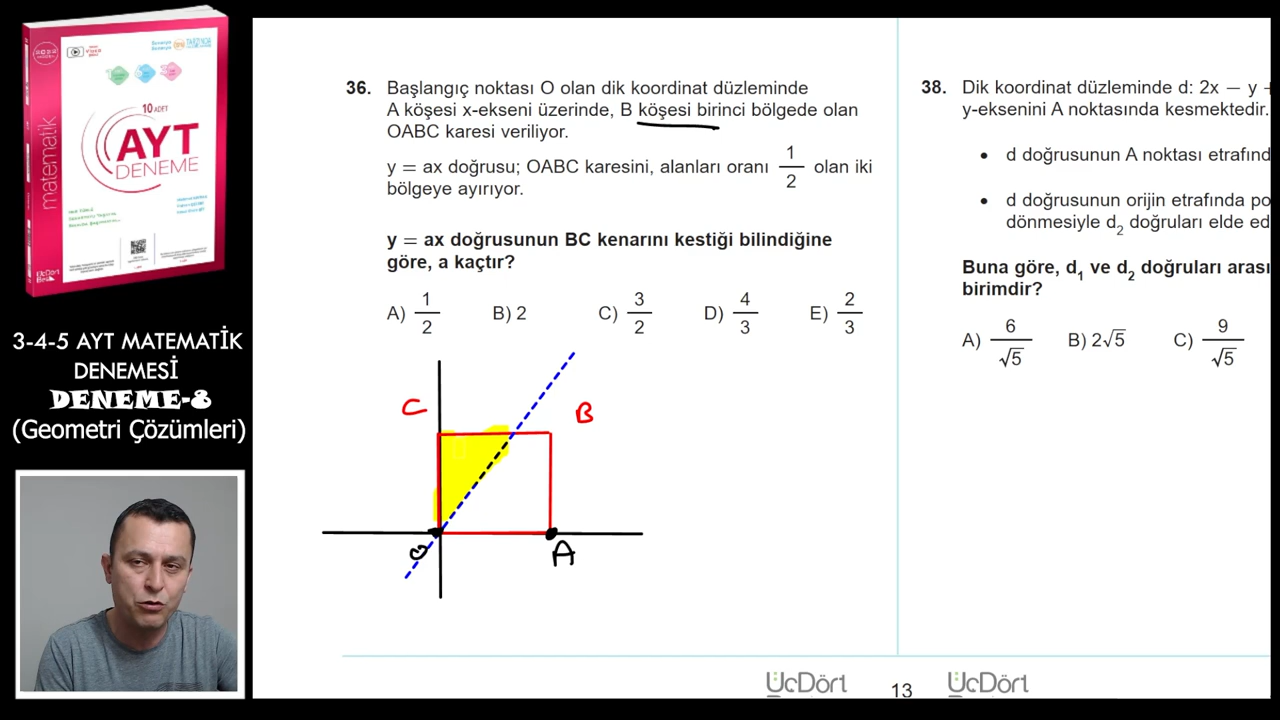 10 ADET
AYT
DENEME
matematik
3-4-5 AYT MATEMATİK
DENEMESİ
DENEME-8
(Geometri Çözümleri)
36. Başlangıç noktası O olan dik koordinat düzleminde
A köşesi x-ekseni üzerinde, B köşesi birinci bölgede olan
OABC karesi veriliyor.
y = ax doğrusu; OABC karesini, alanları oranı 1/2 olan iki
bölgeye ayırıyor.
y = ax doğrusunun BC kenarını kestiği bilindiğine
göre, a kaçtır?
A) 1/2 B) 2 C) 3/2 D) 4/3 E) 2/3
C B
O A
38. Dik koordinat düzleminde d: 2x − y +
y-eksenini A noktasında kesmektedir.
• d doğrusunun A noktası etrafınd
• d doğrusunun orijin etrafında po
dönmesiyle d₂ doğruları elde ed
Buna göre, d₁ ve d₂ doğruları arası
birimdir?
A) 6/√5 B) 2√5 C) 9/√5
ÜçDört 13 ÜçDört